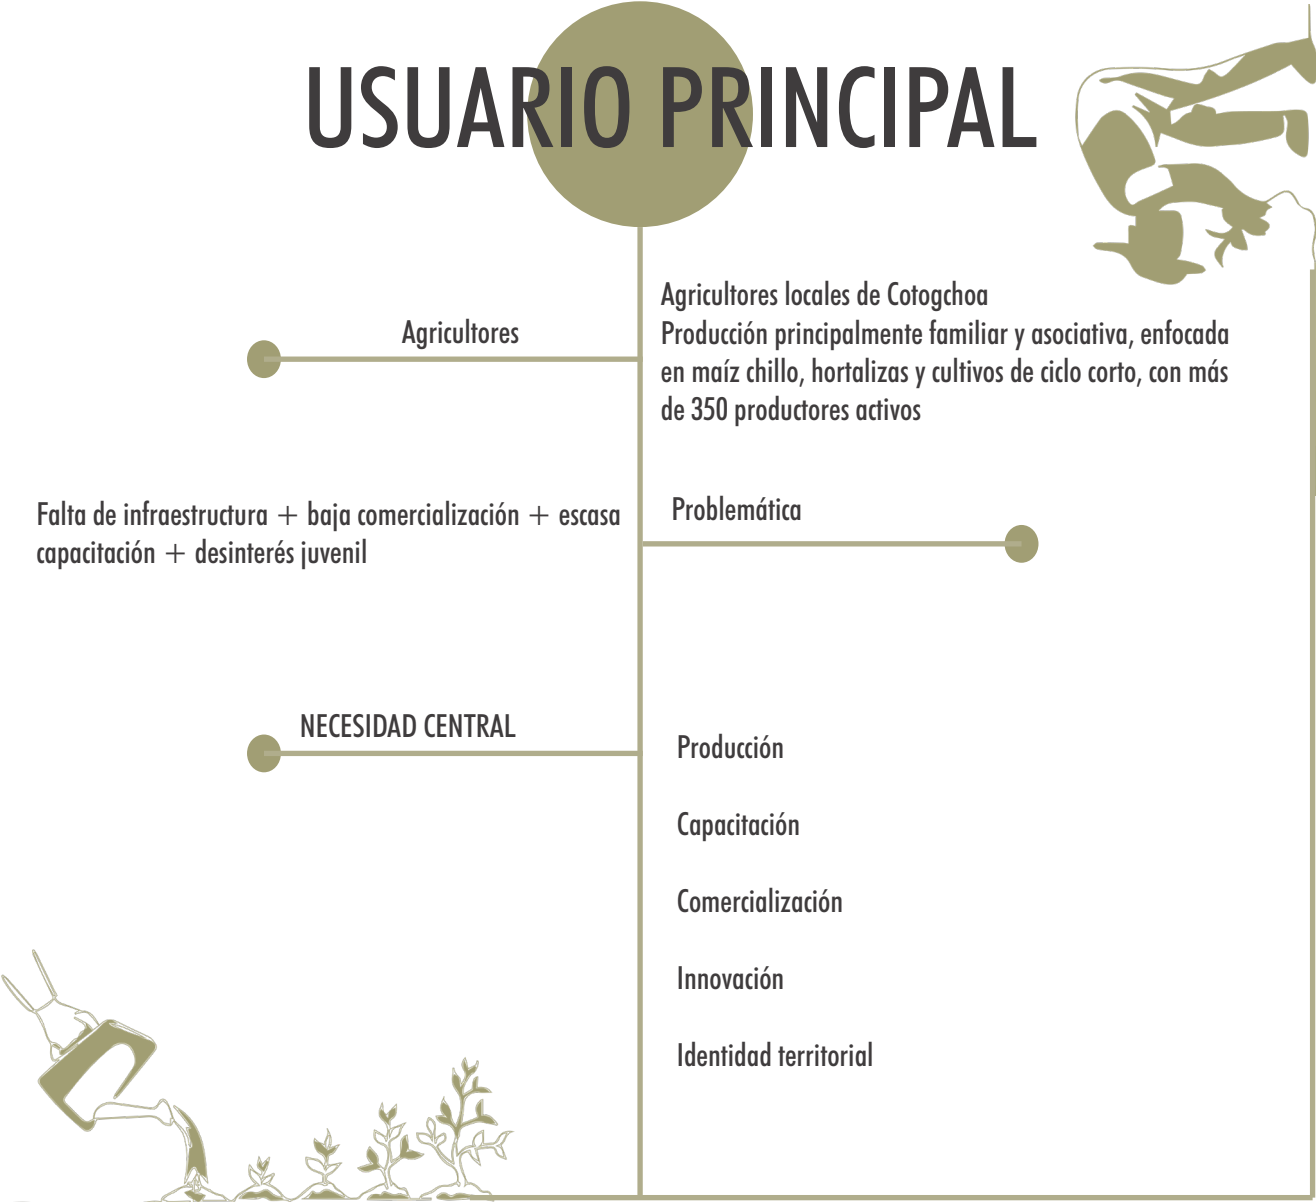 USUARIO PRINCIPAL
Agricultores
Agricultores locales de Cotogchoa
Producción principalmente familiar y asociativa, enfocada
en maíz chillo, hortalizas y cultivos de ciclo corto, con más
de 350 productores activos
Problemática
Falta de infraestructura + baja comercialización + escasa
capacitación + desinterés juvenil
NECESIDAD CENTRAL
Producción
Capacitación
Comercialización
Innovación
Identidad territorial